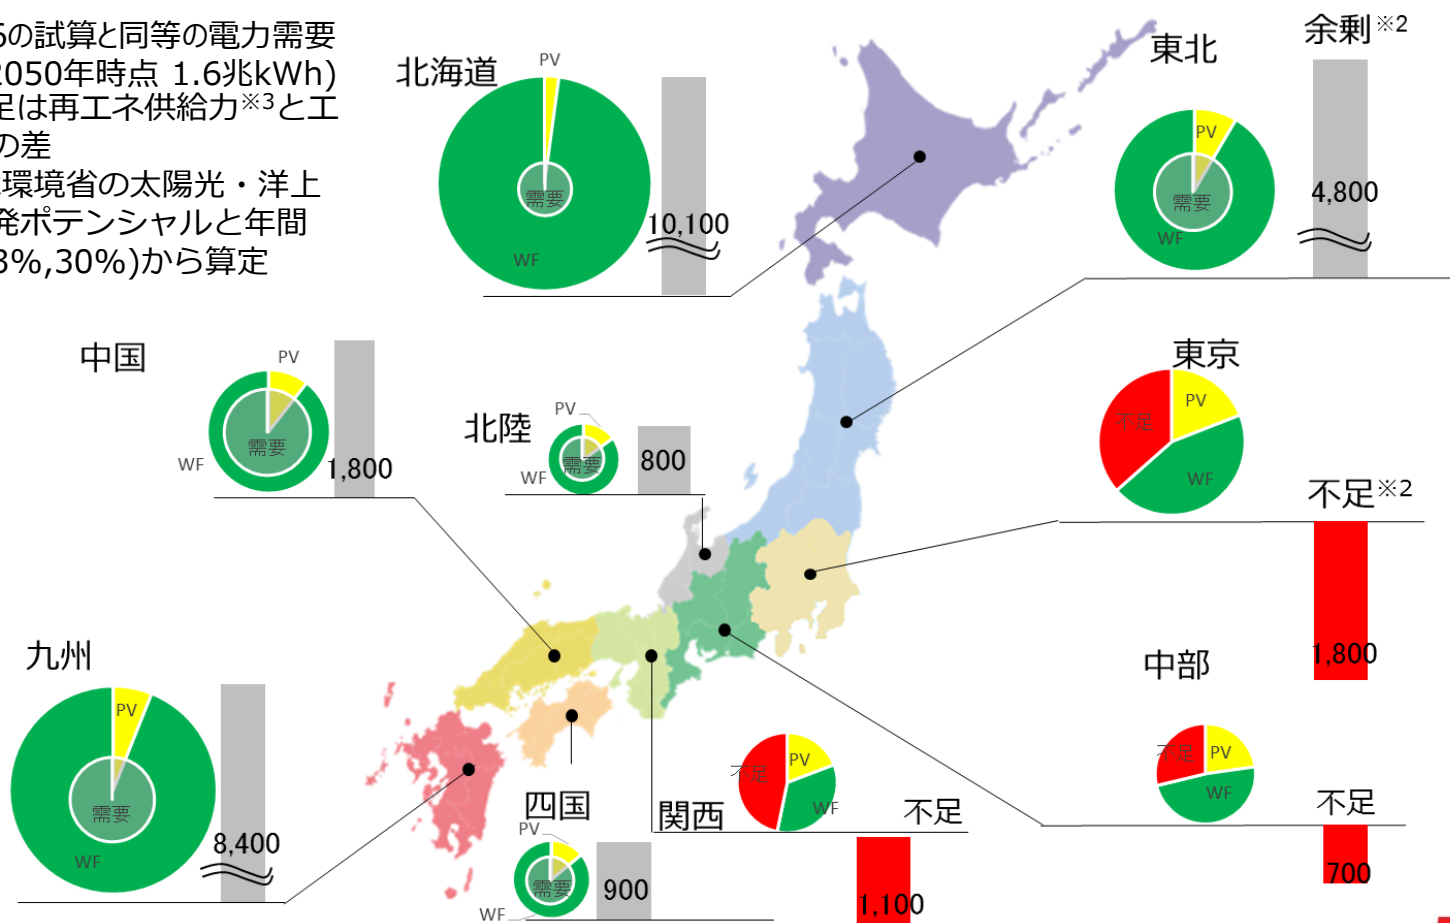 の試算と同等の電力需要
2050年時点 1.6兆kWh)
足は再エネ供給力※3と工
の差
環境省の太陽光・洋上
発ポテンシャルと年間
3%,30%)から算定
北海道
PV
WF
需要
10,100
東北
余剰※2
PV
WF
需要
4,800
中国
PV
WF
需要
1,800
北陸
PV
WF
需要
800
東京
不足
PV
WF
不足※2
1,800
九州
PV
WF
需要
8,400
四国
PV
WF
需要
900
関西
不足
PV
WF
不足
1,100
中部
不足
PV
WF
不足
700